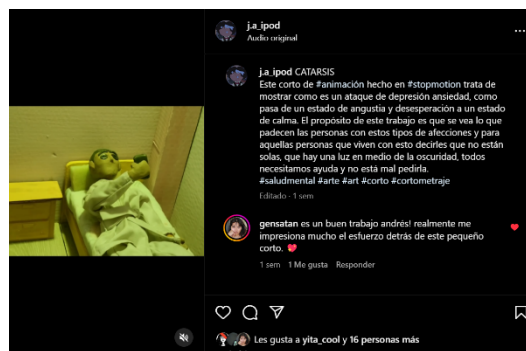 j.a_ipod
Audio original
j.a_ipod CATARSIS
Este corto de #animación hecho en #stopmotion trata de
mostrar como es un ataque de depresión ansiedad, como
pasa de un estado de angustia y desesperación a un estado
de calma. El propósito de este trabajo es que se vea lo que
padecen las personas con estos tipos de afecciones y para
aquellas personas que viven con esto decirles que no están
solas, que hay una luz en medio de la oscuridad, todos
necesitamos ayuda y no está mal pedirla.
#saludmental #arte #art #corto #cortometraje
Editado · 1 sem
gensatan es un buen trabajo andrés! realmente me
impresiona mucho el esfuerzo detrás de este pequeño
corto. 💖
1 sem 1 Me gusta Responder
Les gusta a yita_cool y 16 personas más